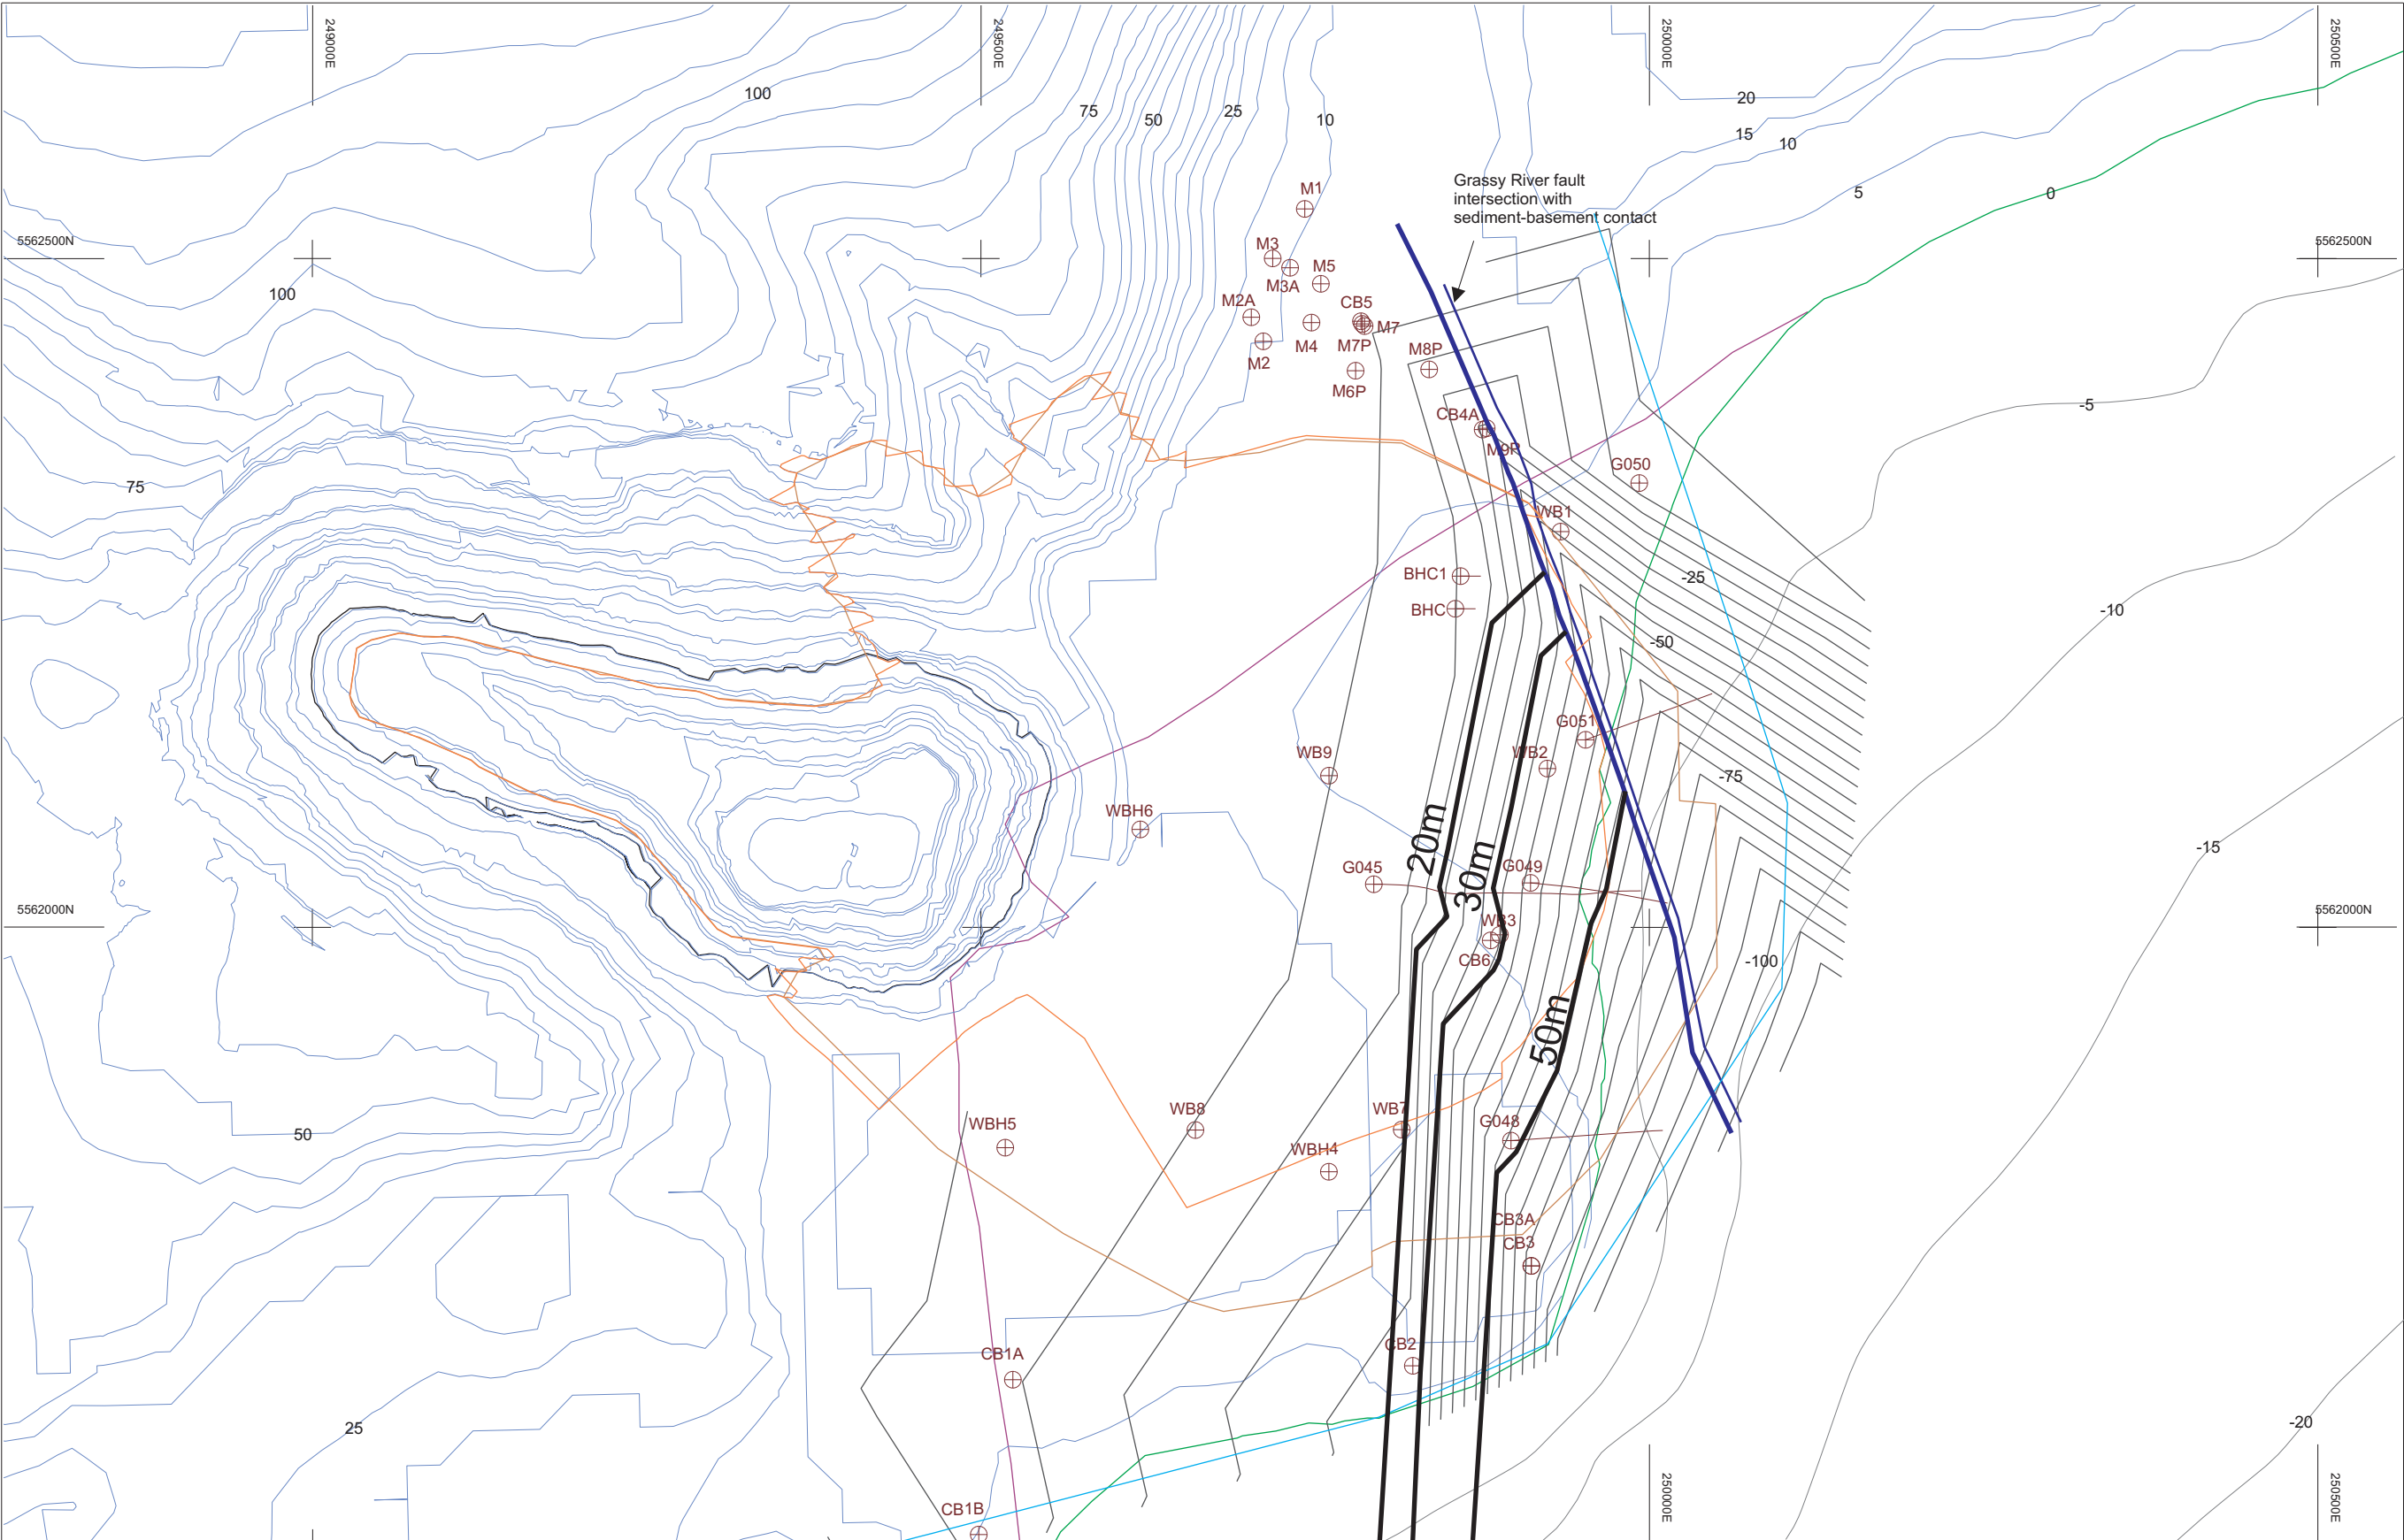 249000E
249500E
250000E
250500E
100
75
50
25
10
20
15
10
5
0
Grassy River fault
intersection with
sediment-basement contact
M1
5562500N
5562500N
M3
M5
M3A
100
M2A
CB5
M7
M4
M7P
M2
M8P
M6P
-5
CB4A
M9P
G050
75
WB1
BHC1
-25
BHC
-10
-50
G051
WB9
WB2
-75
WBH6
20m
30m
-15
G045
G049
5562000N
5562000N
WB3
CB6
-100
50m
WB8
WB7
WBH5
G048
50
WBH4
CB3A
CB3
CB2
CB1A
25
-20
CB1B
250000E
250500E